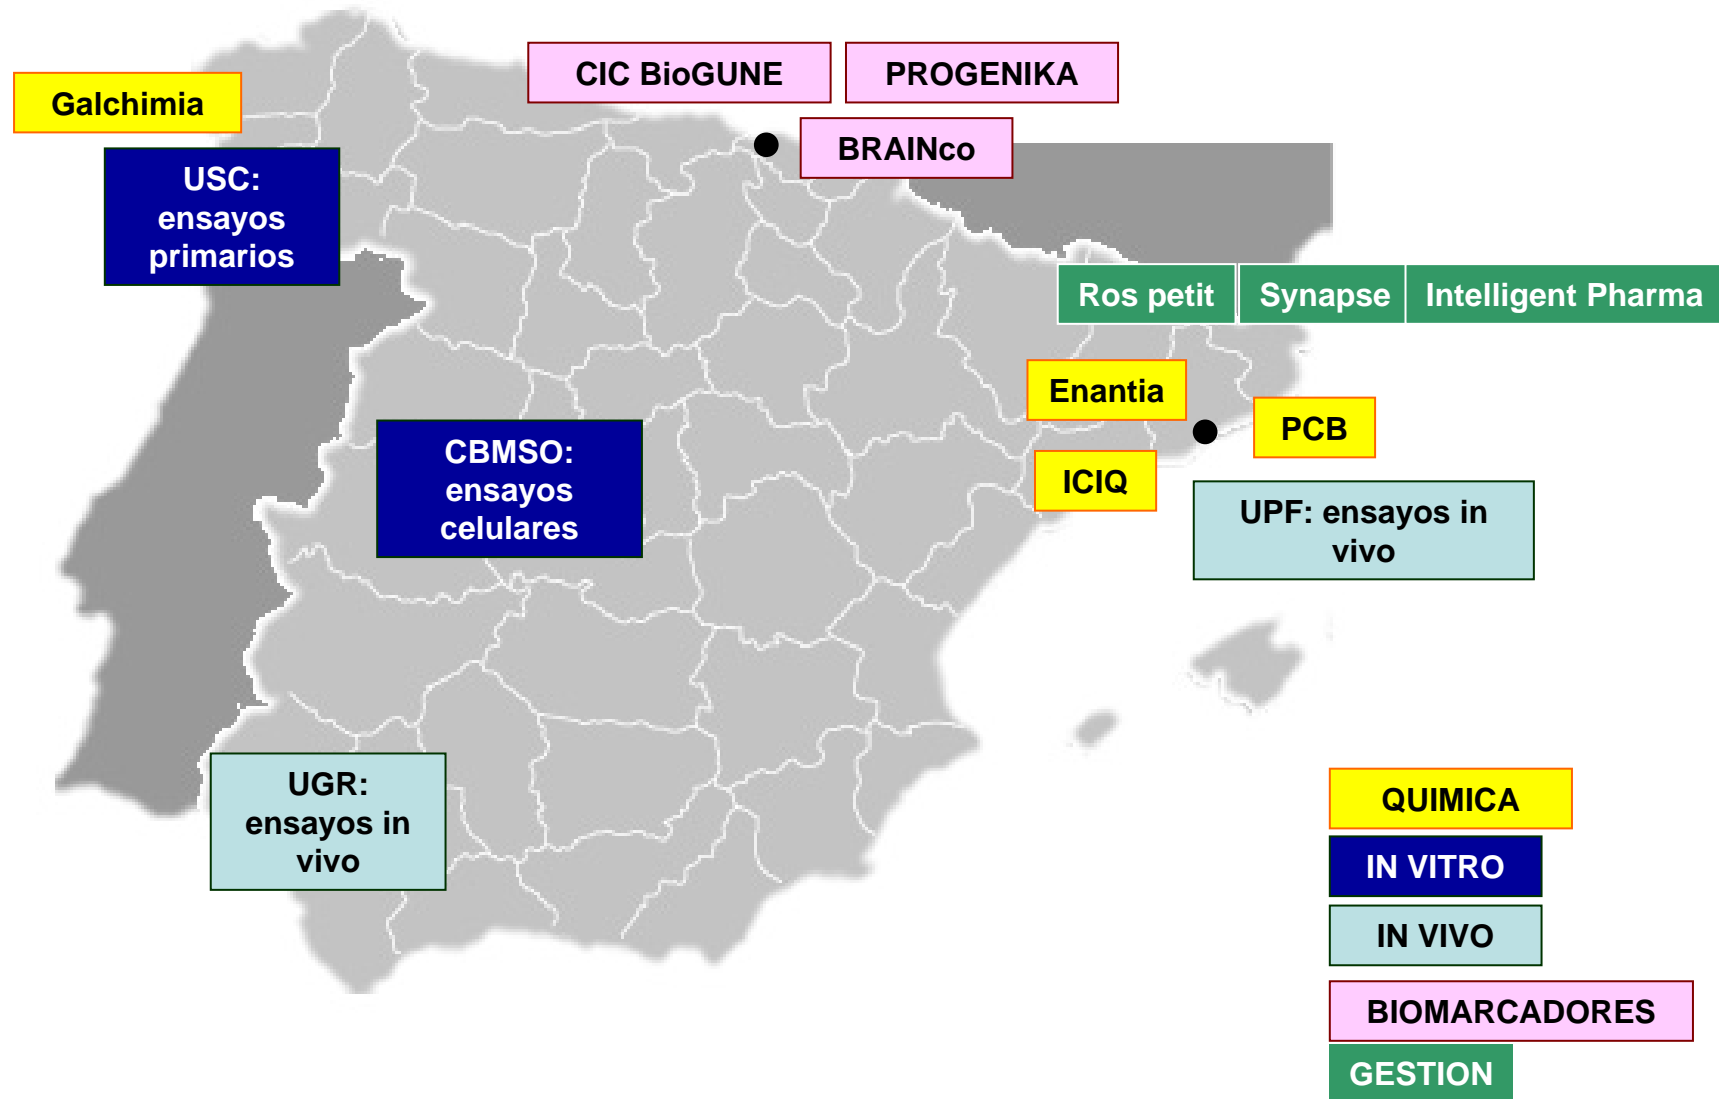 CIC BioGUNE
PROGENIKA
Galchimia
BRAINco
USC:
ensayos
primarios
Ros petit
Synapse
Intelligent Pharma
Enantia
PCB
CBMSO:
ensayos
celulares
ICIQ
UPF: ensayos in
vivo
UGR:
ensayos in
vivo
QUIMICA
IN VITRO
IN VIVO
BIOMARCADORES
GESTION